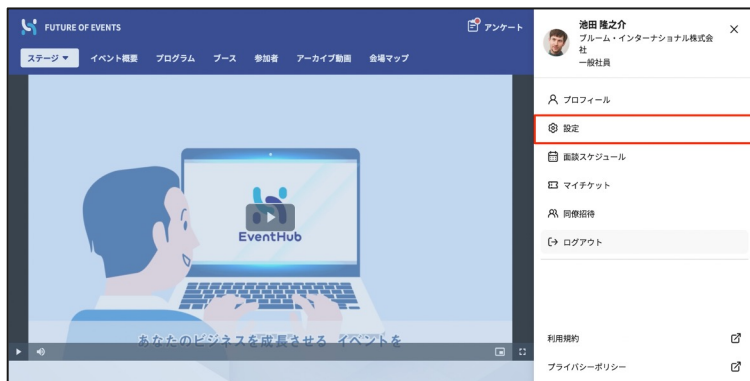 FUTURE OF EVENTS
アンケート
ステージ ▼
イベント概要
プログラム
ブース
参加者
アーカイブ動画
会場マップ
EventHub
あなたのビジネスを成長させる イベントを
池田 隆之介
ブルーム・インターナショナル株式会
社
一般社員
プロフィール
設定
面談スケジュール
マイチケット
同僚招待
ログアウト
利用規約
プライバシーポリシー